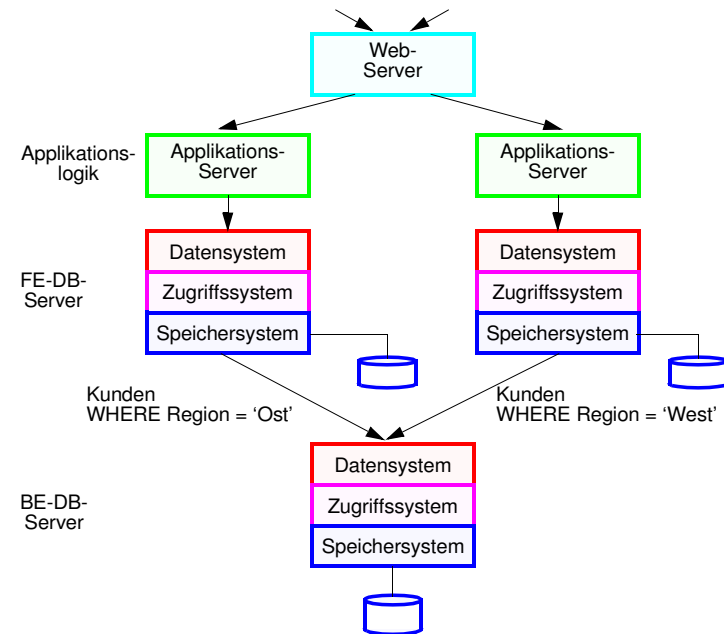 Web-
Server
Applikations-
logik
Applikations-
Server
Applikations-
Server
FE-DB-
Server
Datensystem
Zugriffssystem
Speichersystem
Datensystem
Zugriffssystem
Speichersystem
Kunden
WHERE Region = ‘Ost’
Kunden
WHERE Region = ‘West’
BE-DB-
Server
Datensystem
Zugriffssystem
Speichersystem